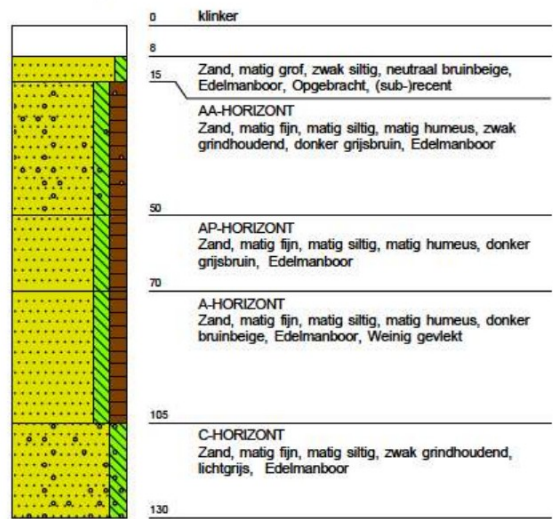 0 klinker
8
Zand, matig grof, zwak siltig, neutraal bruinbeige,
15
Edelmanboor, Opgebracht, (sub-)recent
AA-HORIZONT
Zand, matig fijn, matig siltig, matig humeus, zwak
grindhoudend, donker grijsbruin, Edelmanboor
50
AP-HORIZONT
Zand, matig fijn, matig siltig, matig humeus, donker
grijsbruin, Edelmanboor
70
A-HORIZONT
Zand, matig fijn, matig siltig, matig humeus, donker
bruinbeige, Edelmanboor, Weinig gevlekt
105
C-HORIZONT
Zand, matig fijn, matig siltig, zwak grindhoudend,
lichtgrijs, Edelmanboor
130